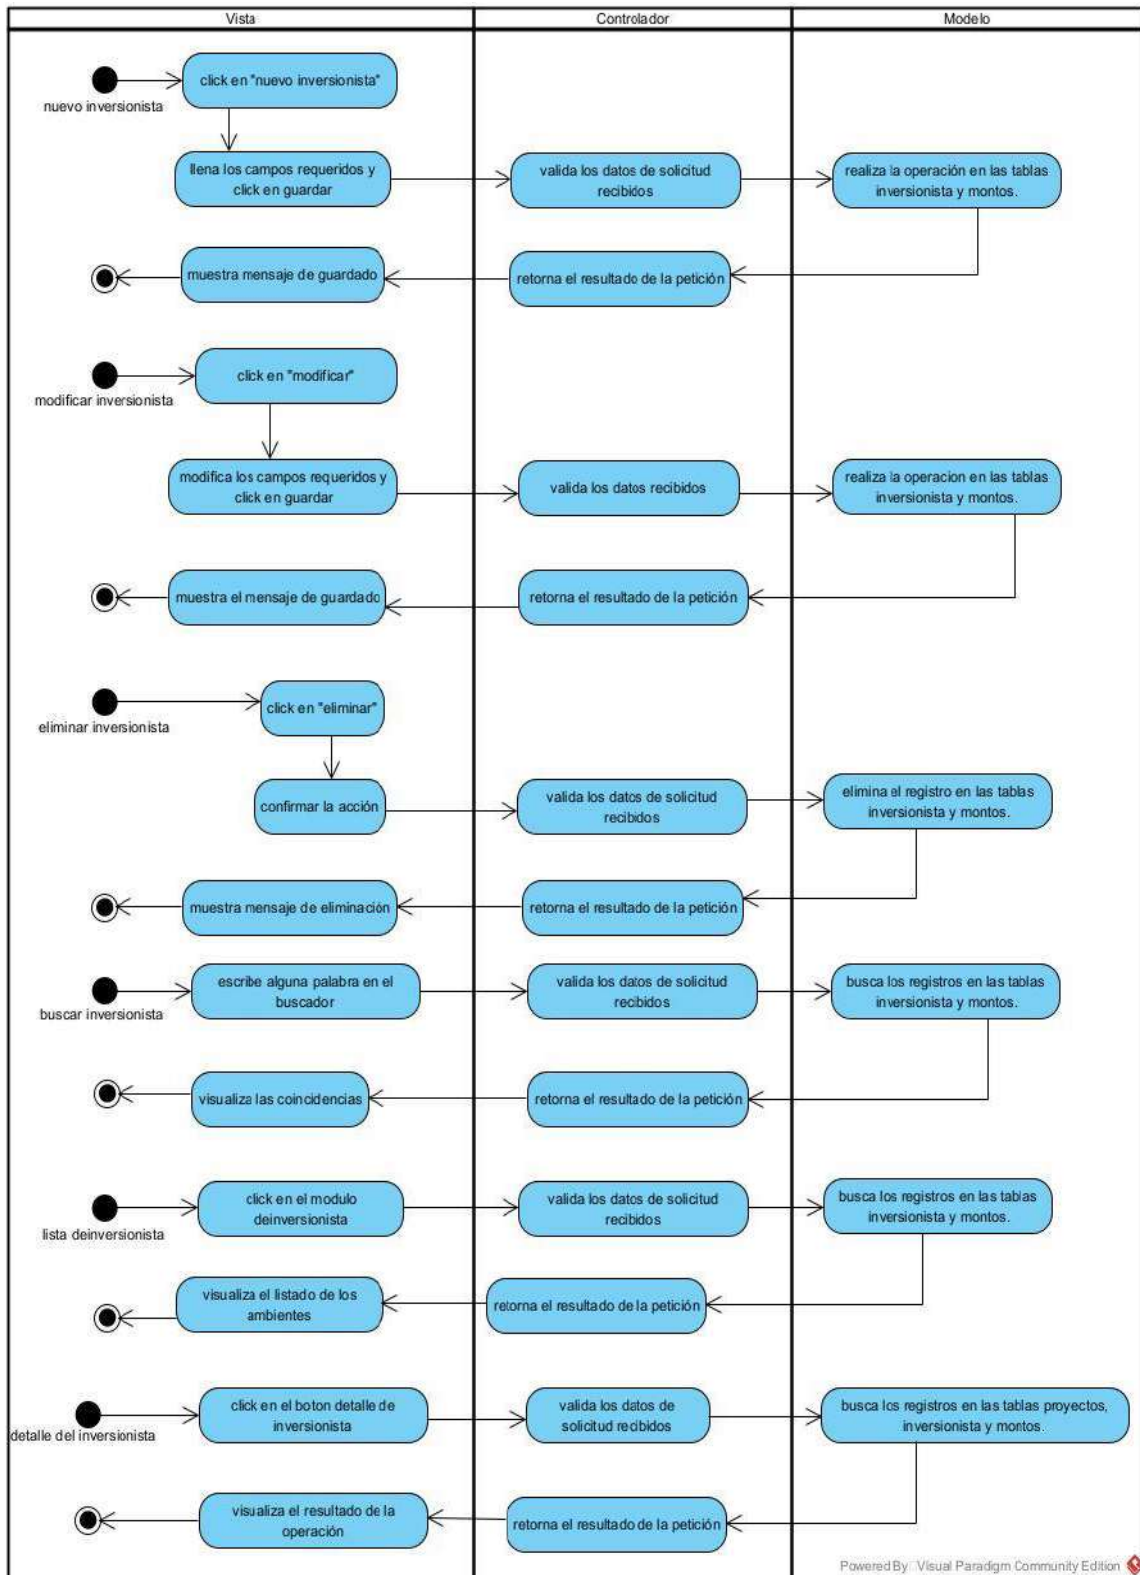 Vista
Controlador
Modelo
click en "nuevo inversionista"
nuevo inversionista
llena los campos requeridos y
click en guardar
valida los datos de solicitud
recibidos
realiza la operación en las tablas
inversionista y montos.
muestra mensaje de guardado
retorna el resultado de la petición
click en "modificar"
modificar inversionista
modifica los campos requeridos y
click en guardar
valida los datos recibidos
realiza la operacion en las tablas
inversionista y montos.
muestra el mensaje de guardado
retorna el resultado de la petición
click en "eliminar"
eliminar inversionista
confirmar la acción
valida los datos de solicitud
recibidos
elimina el registro en las tablas
inversionista y montos.
muestra mensaje de eliminación
retorna el resultado de la petición
escribe alguna palabra en el
buscador
buscar inversionista
valida los datos de solicitud
recibidos
busca los registros en las tablas
inversionista y montos.
visualiza las coincidencias
retorna el resultado de la petición
click en el modulo
deinversionista
lista deinversionista
valida los datos de solicitud
recibidos
busca los registros en las tablas
inversionista y montos.
visualiza el listado de los
ambientes
retorna el resultado de la petición
click en el boton detalle de
inversionista
detalle del inversionista
valida los datos de
solicitud recibidos
busca los registros en las tablas proyectos,
inversionista y montos.
visualiza el resultado de la
operación
retorna el resultado de la petición
Powered By Visual Paradigm Community Edition